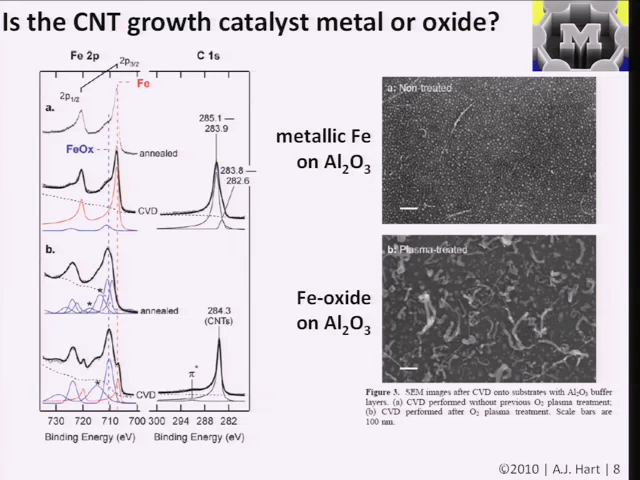 Is the CNT growth catalyst metal or oxide?
M
Fe 2p
C 1s
2p3/2
2p1/2
Fe
a.
FeOx
annealed
CVD
285.1
283.9
283.8
282.6
b.
*
annealed
*
CVD
284.3
(CNTs)
π*
730 720 710 700
Binding Energy (eV)
300 294 288 282
Binding Energy (eV)
metallic Fe
on Al2O3
a: Non-treated
Fe-oxide
on Al2O3
b: Plasma-treated
Figure 3. SEM images after CVD onto substrates with Al2O3 buffer
layers. (a) CVD performed without previous O2 plasma treatment;
(b) CVD performed after O2 plasma treatment. Scale bars are
100 nm.
©2010 | A.J. Hart | 8